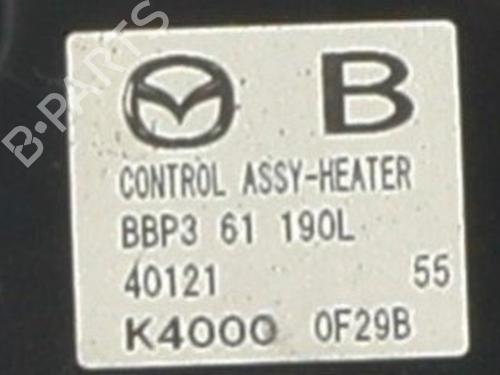 B
CONTROL ASSY-HEATER
BBP3 61 190L
40121 55
K4000 0F29B
B-PARTS